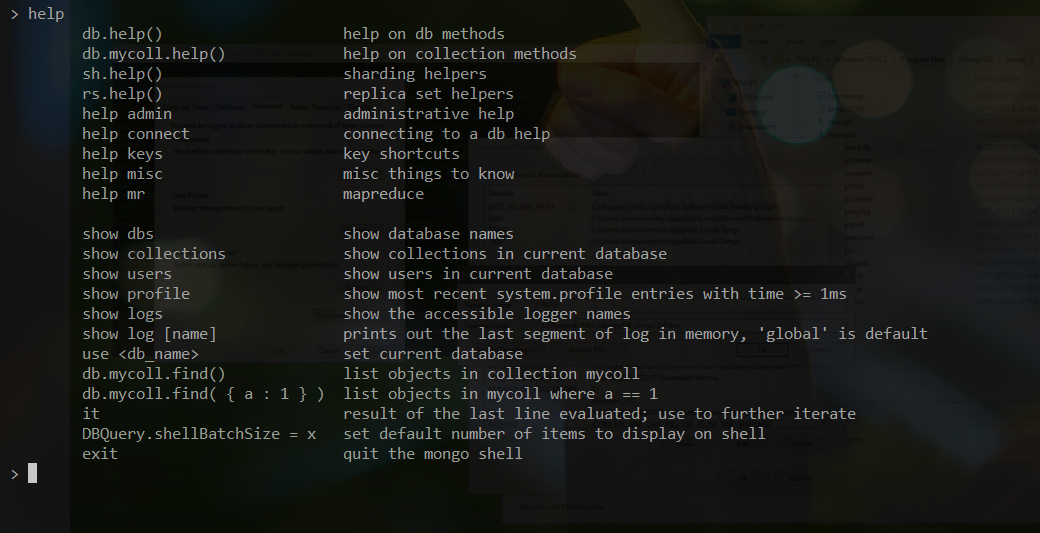 > help
db.help() help on db methods
db.mycoll.help() help on collection methods
sh.help() sharding helpers
rs.help() replica set helpers
help admin administrative help
help connect connecting to a db help
help keys key shortcuts
help misc misc things to know
help mr mapreduce
show dbs show database names
show collections show collections in current database
show users show users in current database
show profile show most recent system.profile entries with time >= 1ms
show logs show the accessible logger names
show log [name] prints out the last segment of log in memory, 'global' is default
use <db_name> set current database
db.mycoll.find() list objects in collection mycoll
db.mycoll.find( { a : 1 } ) list objects in mycoll where a == 1
it result of the last line evaluated; use to further iterate
DBQuery.shellBatchSize = x set default number of items to display on shell
exit quit the mongo shell
>